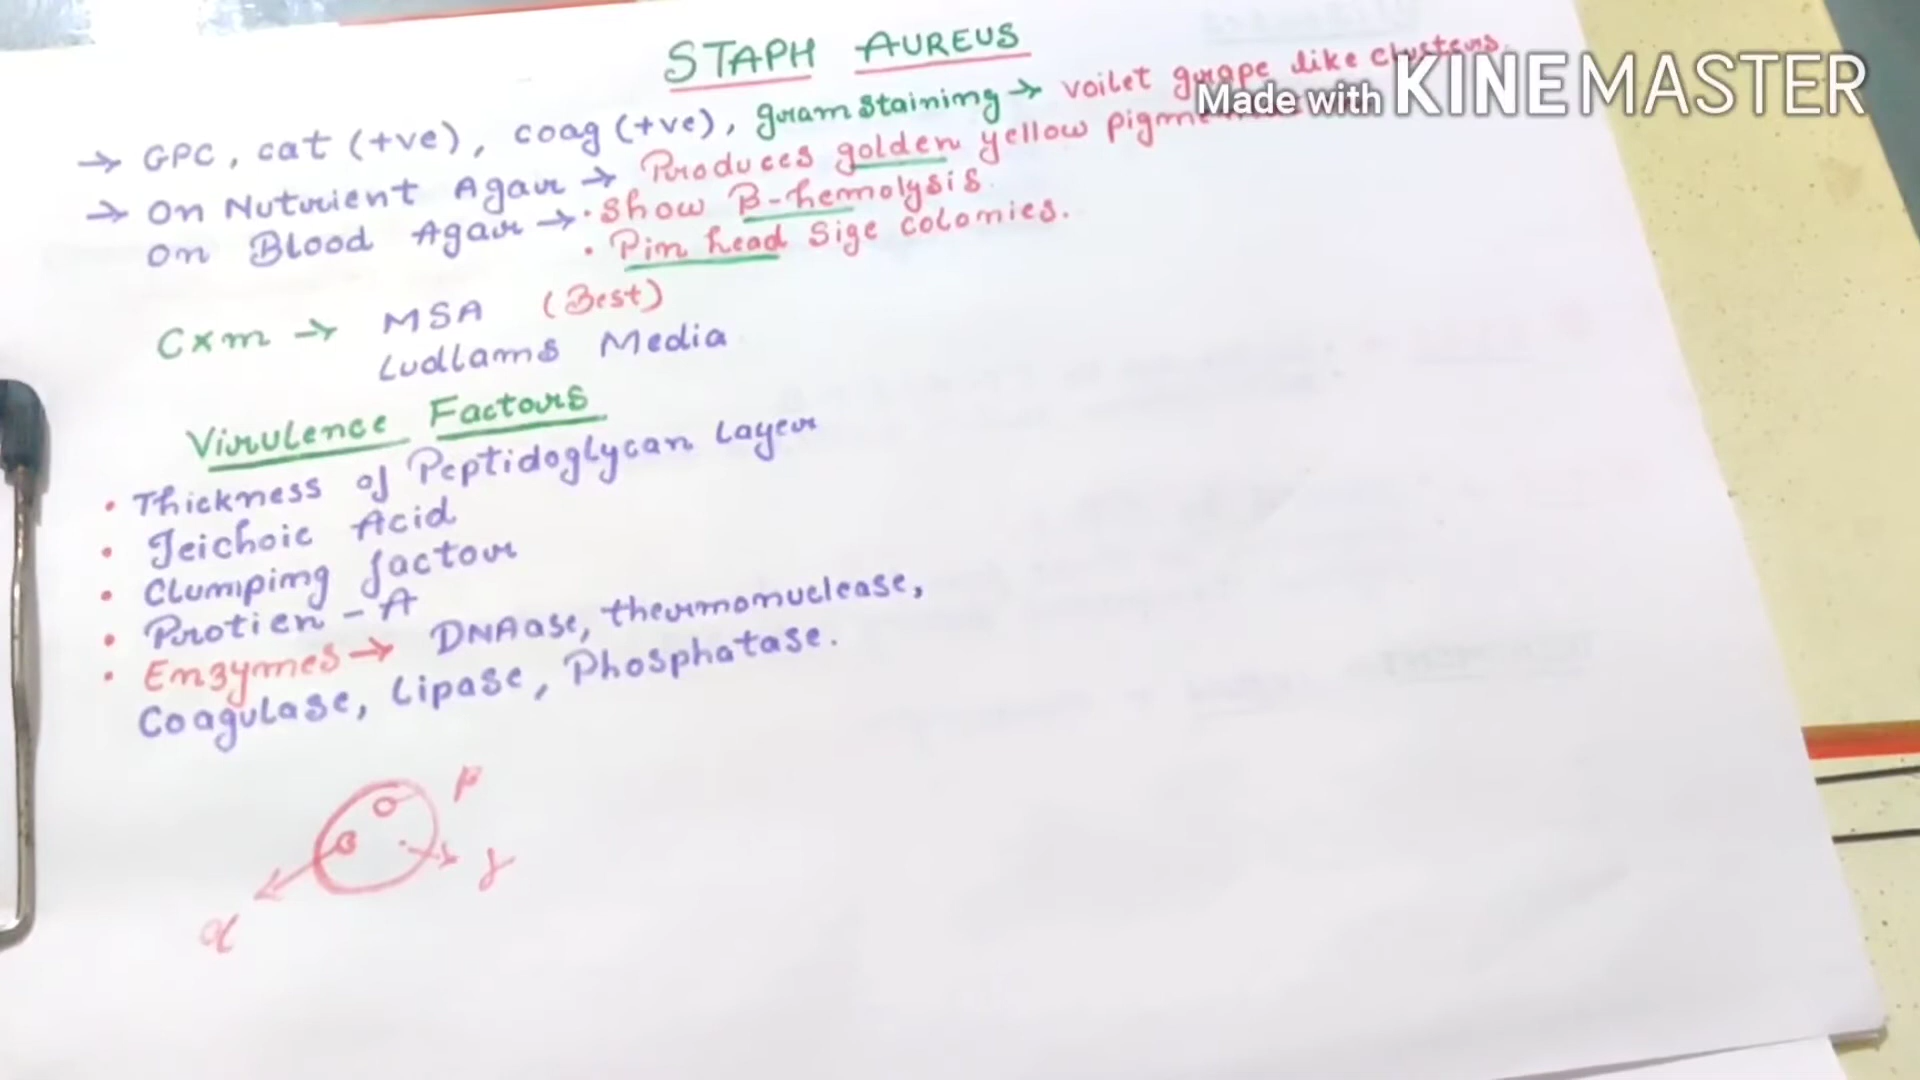 STAPH AUREUS
→ GPC, cat (+ve), coag (+ve), gram staining → voilet grape like clusters
Made with KINEMASTER
→ On Nutrient Agar → Produces golden yellow
On Blood Agar → • Show B-hemolysis.
• Pin head Size colonies.
Cxm → MSA (Best)
Ludlams Media
Virulence Factors
• Thickness of Peptidoglycan Layer
• Teichoic Acid
• Clumping factor
• Protien - A
• Enzymes → DNAase, thermonuclease,
Coagulase, Lipase, Phosphatase.
β
γ
α